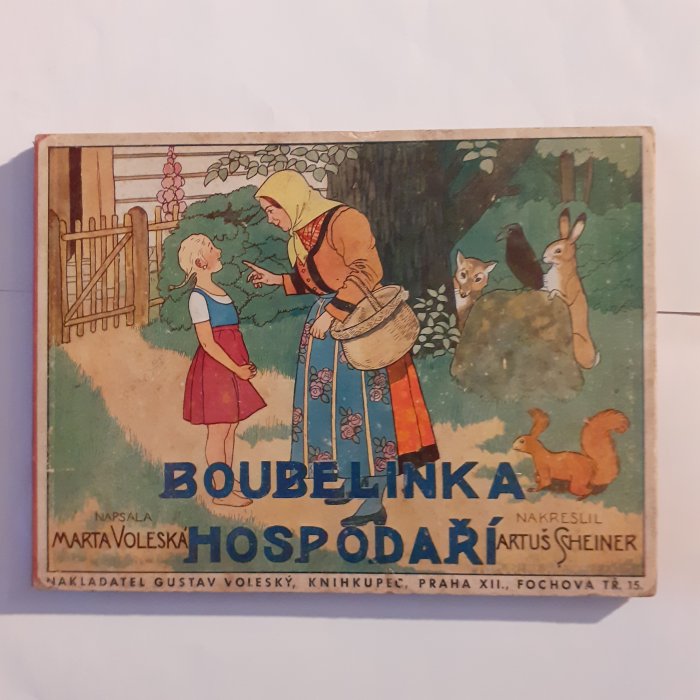 BOUBELINKA
NAPSALA
MARTA VOLESKÁ
HOSPODAŘÍ
NAKRESLIL
ARTUŠ SCHEINER
NAKLADATEL GUSTAV VOLESKÝ, KNIHKUPEC, PRAHA XII., FOCHOVA TŘ. 15.